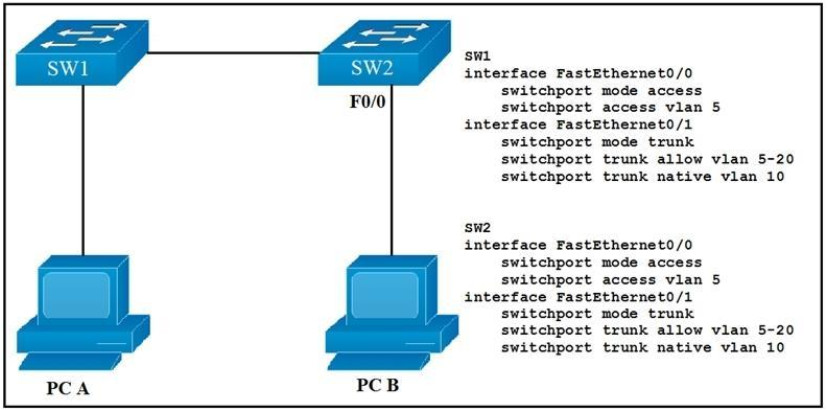 SW1
SW2
F0/0
PC A
PC B
SW1
interface FastEthernet0/0
switchport mode access
switchport access vlan 5
interface FastEthernet0/1
switchport mode trunk
switchport trunk allow vlan 5-20
switchport trunk native vlan 10
SW2
interface FastEthernet0/0
switchport mode access
switchport access vlan 5
interface FastEthernet0/1
switchport mode trunk
switchport trunk allow vlan 5-20
switchport trunk native vlan 10